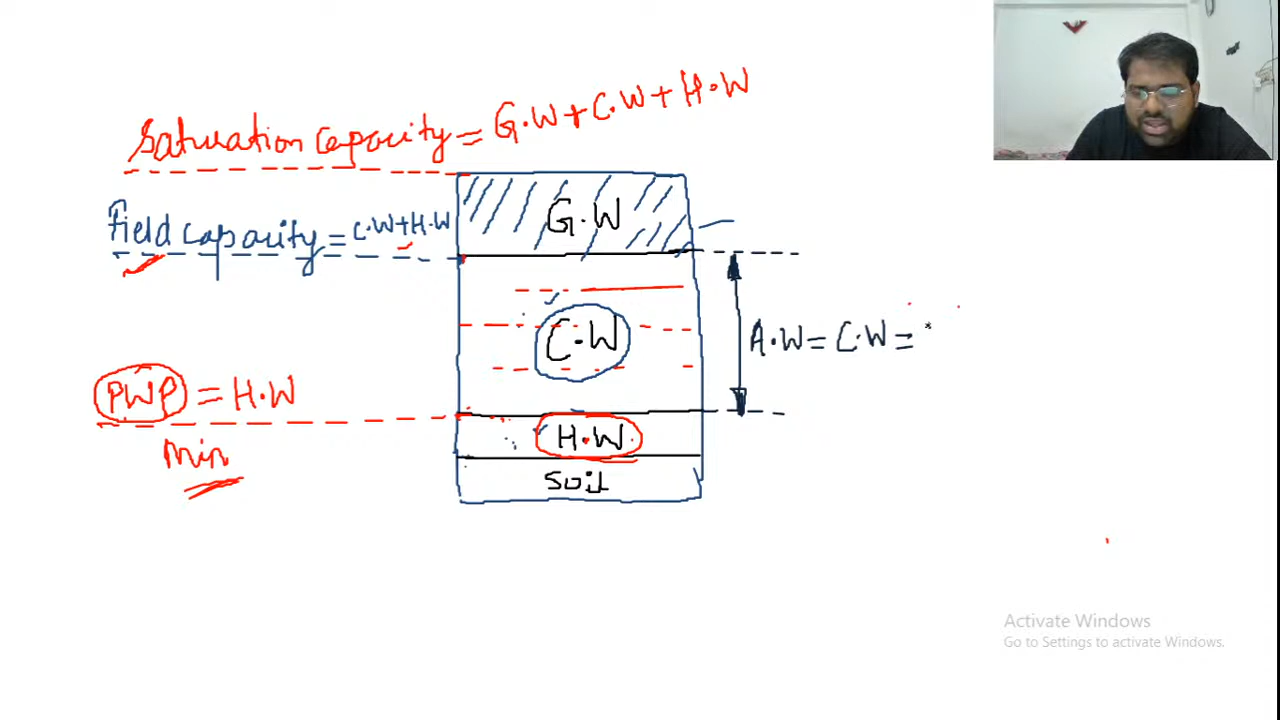 Saturation capacity = G.W + C.W + H.W
Field capacity = C.W + H.W
G.W
C.W
A.W = C.W =
PWP = H.W
Min
H.W
Soil
Activate Windows
Go to Settings to activate Windows.